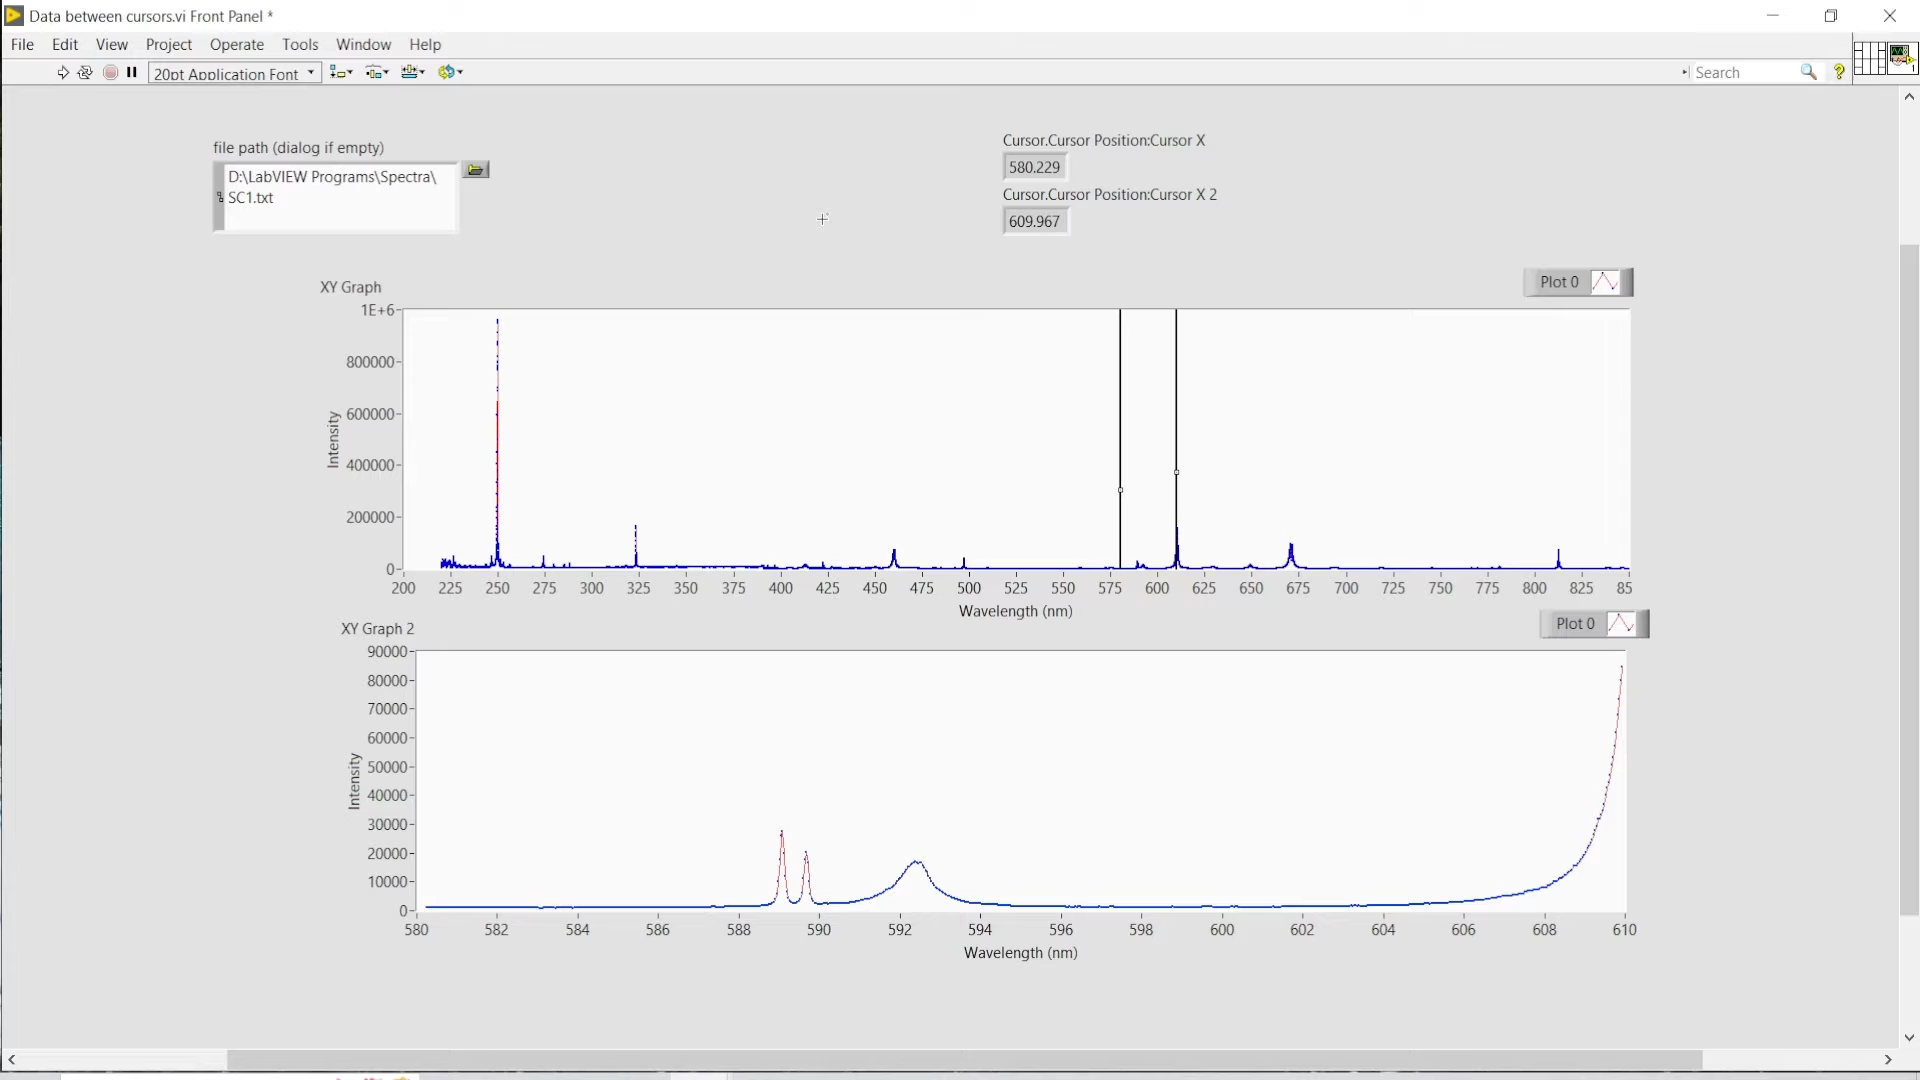 Data between cursors.vi Front Panel *
File Edit View Project Operate Tools Window Help
20pt Application Font Search ?
file path (dialog if empty)
D:\LabVIEW Programs\Spectra\
SC1.txt
Cursor.Cursor Position:Cursor X
580.229
Cursor.Cursor Position:Cursor X 2
609.967
XY Graph
Plot 0
1E+6
800000
600000
400000
200000
0
Intensity
200 225 250 275 300 325 350 375 400 425 450 475 500 525 550 575 600 625 650 675 700 725 750 775 800 825 85
Wavelength (nm)
XY Graph 2
Plot 0
90000
80000
70000
60000
50000
40000
30000
20000
10000
0
Intensity
580 582 584 586 588 590 592 594 596 598 600 602 604 606 608 610
Wavelength (nm)